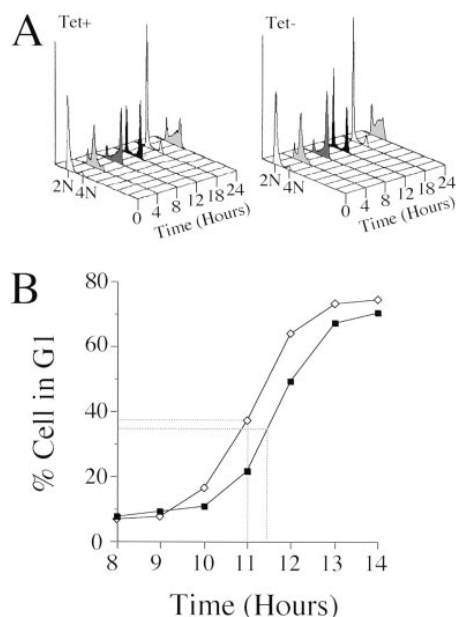 A
Tet+
Tet-
2N
4N
0
4
8
12
18
24
Time (Hours)
2N
4N
0
4
8
12
18
24
Time (Hours)
B
80
60
40
20
0
8 9 10 11 12 13 14
% Cell in G1
Time (Hours)